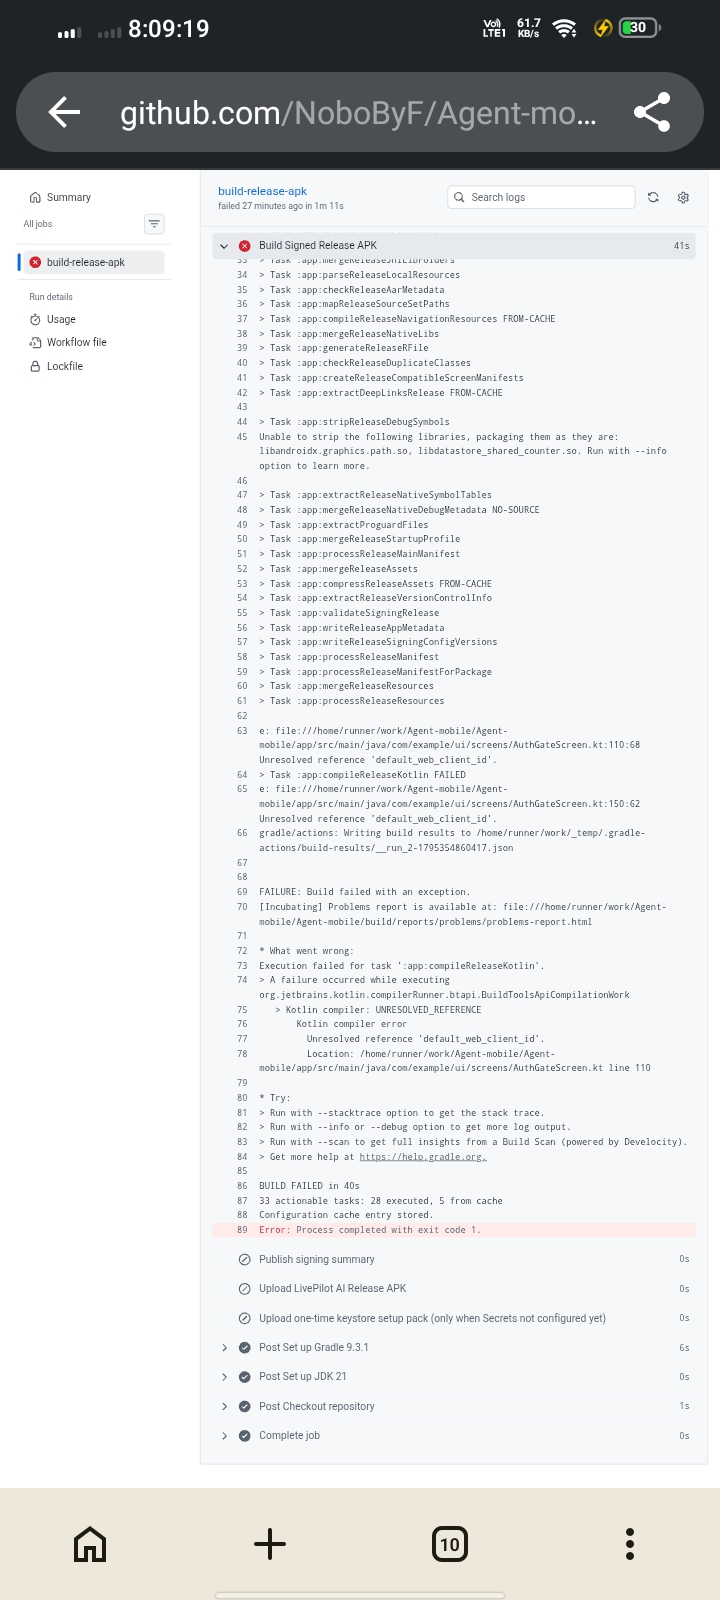 8:09:19
Vo) LTE1
61.7 KB/s
30
github.com/NoboByF/Agent-mo...
Summary
All jobs
build-release-apk
Run details
Usage
Workflow file
Lockfile
build-release-apk
failed 27 minutes ago in 1m 11s
Search logs
Build Signed Release APK 41s
33 > Task :app:mergeReleaseJniLibFolders
34 > Task :app:parseReleaseLocalResources
35 > Task :app:checkReleaseAarMetadata
36 > Task :app:mapReleaseSourceSetPaths
37 > Task :app:compileReleaseNavigationResources FROM-CACHE
38 > Task :app:mergeReleaseNativeLibs
39 > Task :app:generateReleaseRFile
40 > Task :app:checkReleaseDuplicateClasses
41 > Task :app:createReleaseCompatibleScreenManifests
42 > Task :app:extractDeepLinksRelease FROM-CACHE
43
44 > Task :app:stripReleaseDebugSymbols
45 Unable to strip the following libraries, packaging them as they are:
libandroidx.graphics.path.so, libdatastore_shared_counter.so. Run with --info
option to learn more.
46
47 > Task :app:extractReleaseNativeSymbolTables
48 > Task :app:mergeReleaseNativeDebugMetadata NO-SOURCE
49 > Task :app:extractProguardFiles
50 > Task :app:mergeReleaseStartupProfile
51 > Task :app:processReleaseMainManifest
52 > Task :app:mergeReleaseAssets
53 > Task :app:compressReleaseAssets FROM-CACHE
54 > Task :app:extractReleaseVersionControlInfo
55 > Task :app:validateSigningRelease
56 > Task :app:writeReleaseAppMetadata
57 > Task :app:writeReleaseSigningConfigVersions
58 > Task :app:processReleaseManifest
59 > Task :app:processReleaseManifestForPackage
60 > Task :app:mergeReleaseResources
61 > Task :app:processReleaseResources
62
63 e: file:///home/runner/work/Agent-mobile/Agent-
mobile/app/src/main/java/com/example/ui/screens/AuthGateScreen.kt:110:68
Unresolved reference 'default_web_client_id'.
64 > Task :app:compileReleaseKotlin FAILED
65 e: file:///home/runner/work/Agent-mobile/Agent-
mobile/app/src/main/java/com/example/ui/screens/AuthGateScreen.kt:150:62
Unresolved reference 'default_web_client_id'.
66 gradle/actions: Writing build results to /home/runner/work/_temp/.gradle-
actions/build-results/__run_2-1795354860417.json
67
68
69 FAILURE: Build failed with an exception.
70 [Incubating] Problems report is available at: file:///home/runner/work/Agent-
mobile/Agent-mobile/build/reports/problems/problems-report.html
71
72 * What went wrong:
73 Execution failed for task ':app:compileReleaseKotlin'.
74 > A failure occurred while executing
org.jetbrains.kotlin.compilerRunner.btapi.BuildToolsApiCompilationWork
75 > Kotlin compiler: UNRESOLVED_REFERENCE
76 Kotlin compiler error
77 Unresolved reference 'default_web_client_id'.
78 Location: /home/runner/work/Agent-mobile/Agent-
mobile/app/src/main/java/com/example/ui/screens/AuthGateScreen.kt line 110
79
80 * Try:
81 > Run with --stacktrace option to get the stack trace.
82 > Run with --info or --debug option to get more log output.
83 > Run with --scan to get full insights from a Build Scan (powered by Develocity).
84 > Get more help at https://help.gradle.org.
85
86 BUILD FAILED in 40s
87 33 actionable tasks: 28 executed, 5 from cache
88 Configuration cache entry stored.
89 Error: Process completed with exit code 1.
Publish signing summary 0s
Upload LivePilot AI Release APK 0s
Upload one-time keystore setup pack (only when Secrets not configured yet) 0s
Post Set up Gradle 9.3.1 6s
Post Set up JDK 21 0s
Post Checkout repository 1s
Complete job 0s
10